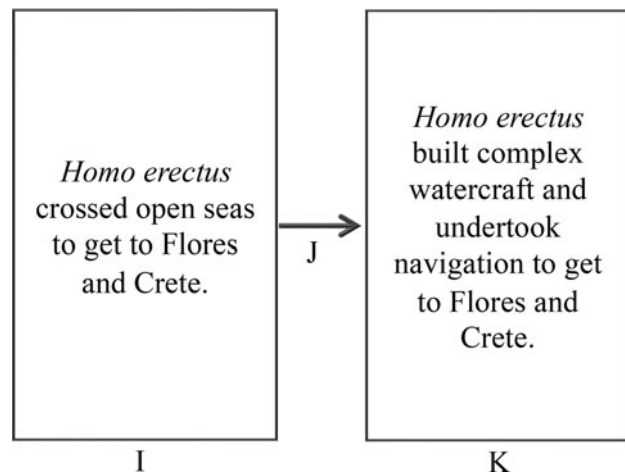 Homo erectus
crossed open seas
to get to Flores
and Crete.
J
Homo erectus
built complex
watercraft and
undertook
navigation to get
to Flores and
Crete.
I
K